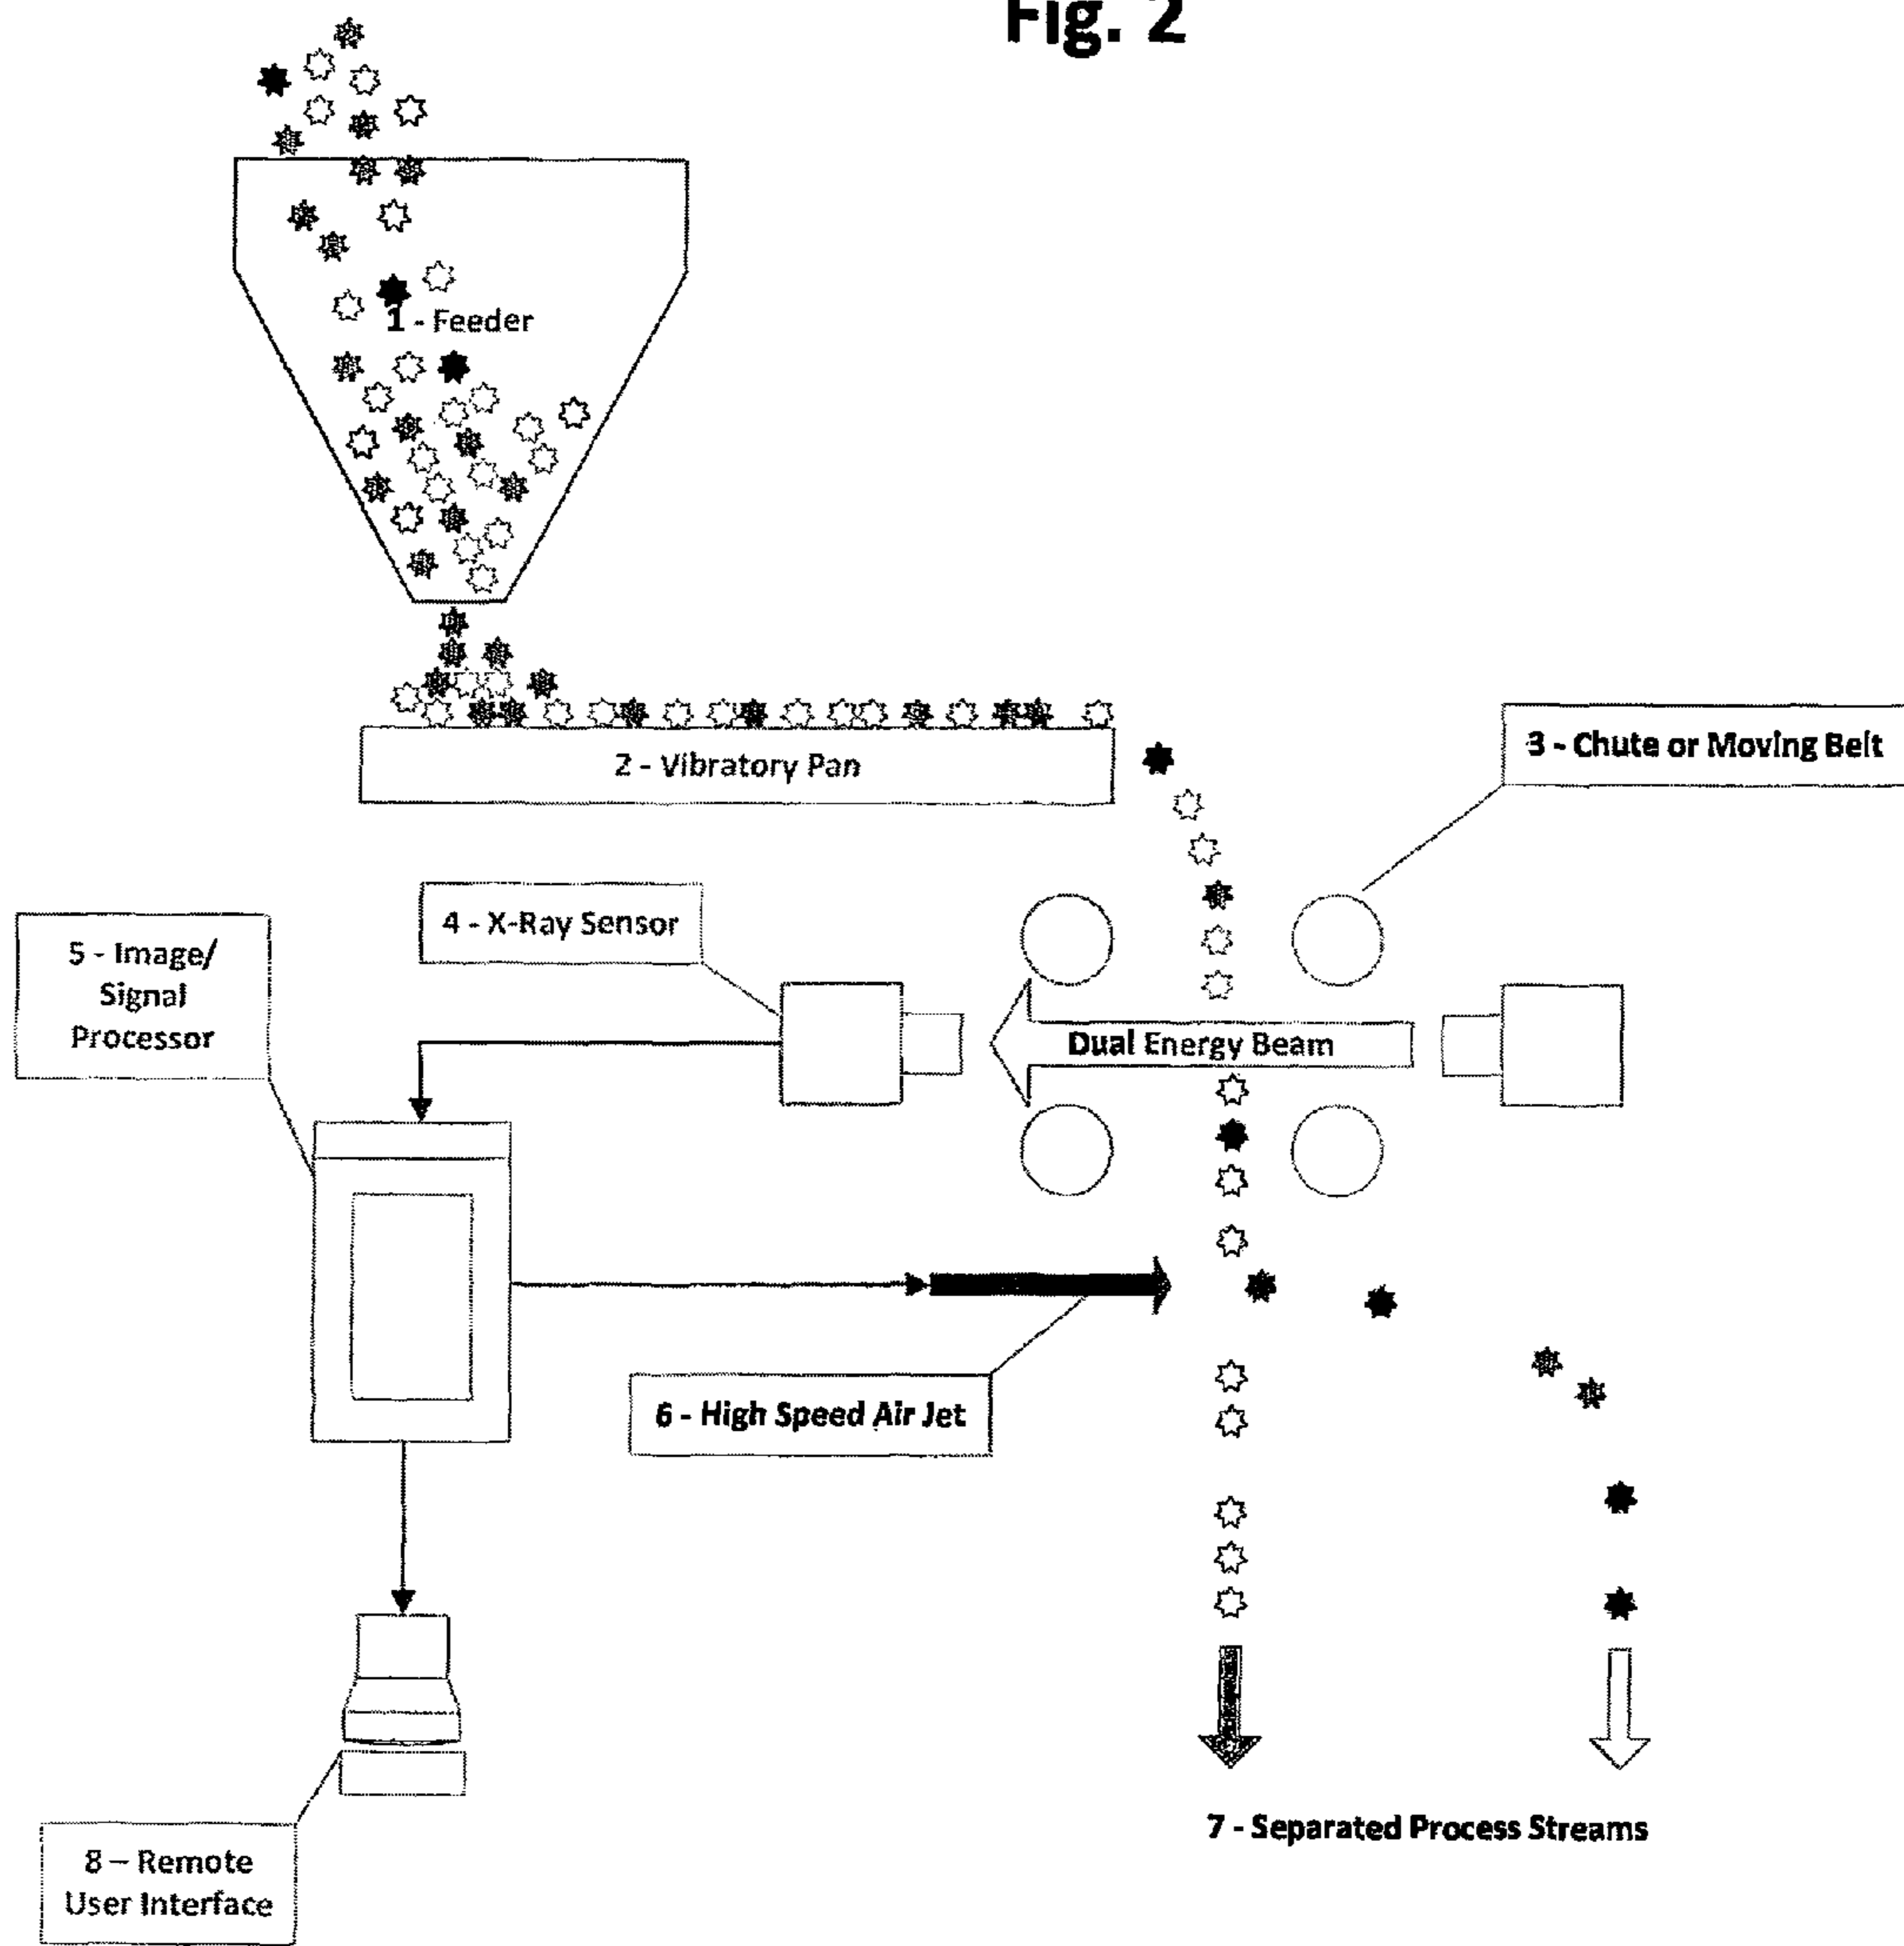 Fig. 2
1 - Feeder
2 - Vibratory Pan
3 - Chute or Moving Belt
4 - X-Ray Sensor
5 - Image/
Signal
Processor
Dual Energy Beam
6 - High Speed Air Jet
7 - Separated Process Streams
8 – Remote
User Interface